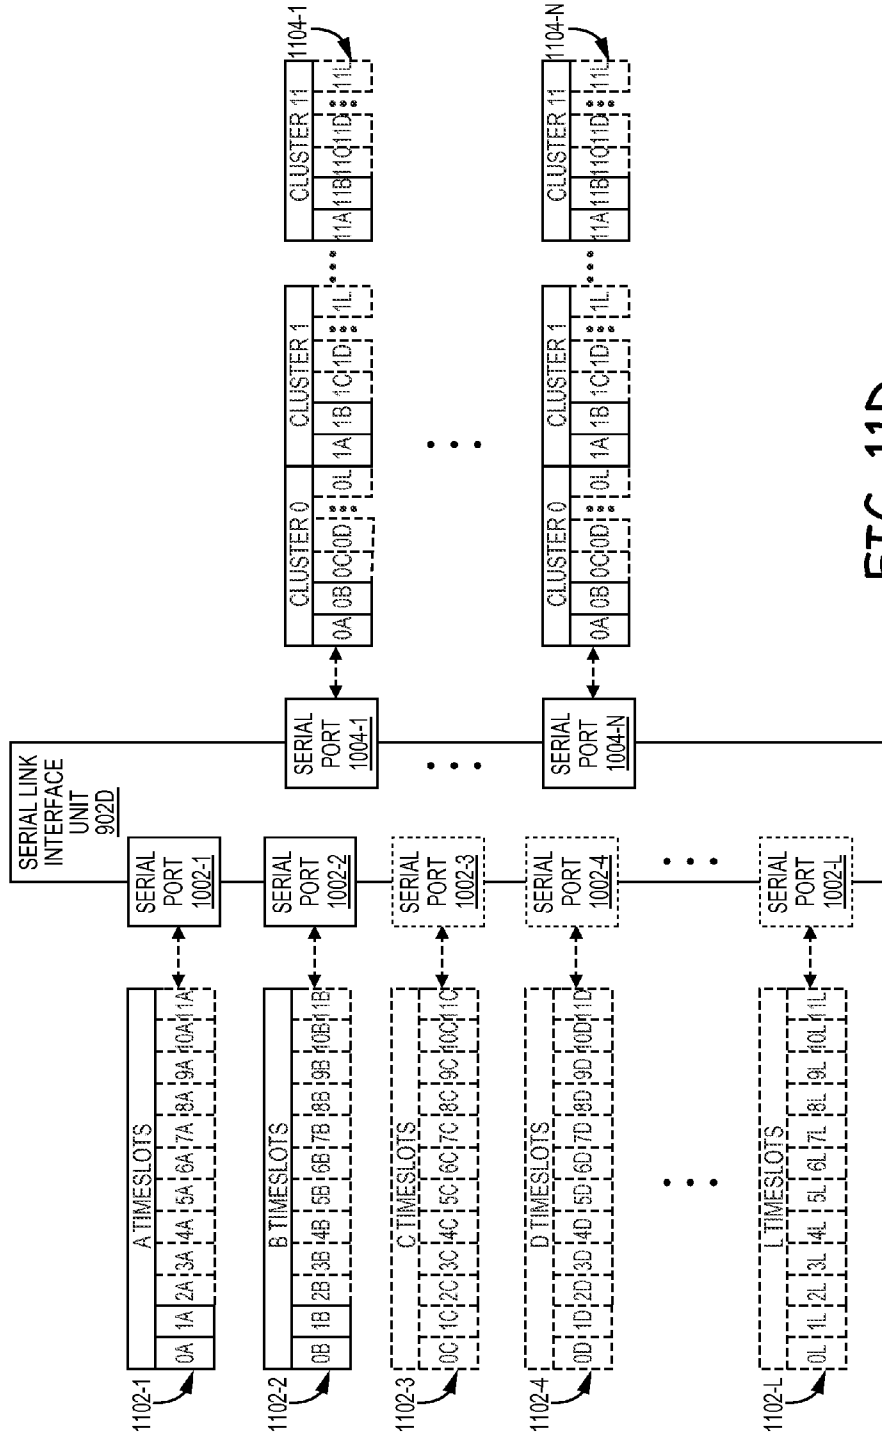 SERIAL LINK
INTERFACE
UNIT
902D
1102-1
A TIMESLOTS
0A 1A 2A 3A 4A 5A 6A 7A 8A 9A 10A 11A
SERIAL
PORT
1002-1
1102-2
B TIMESLOTS
0B 1B 2B 3B 4B 5B 6B 7B 8B 9B 10B 11B
SERIAL
PORT
1002-2
1102-3
C TIMESLOTS
0C 1C 2C 3C 4C 5C 6C 7C 8C 9C 10C 11C
SERIAL
PORT
1002-3
1102-4
D TIMESLOTS
0D 1D 2D 3D 4D 5D 6D 7D 8D 9D 10D 11D
SERIAL
PORT
1002-4
1102-L
L TIMESLOTS
0L 1L 2L 3L 4L 5L 6L 7L 8L 9L 10L 11L
SERIAL
PORT
1002-L
SERIAL
PORT
1004-1
CLUSTER 0 CLUSTER 1 CLUSTER 11
0A 0B 0C 0D ••• 0L 1A 1B 1C 1D ••• 1L ••• 11A 11B 11C 11D ••• 11L
1104-1
SERIAL
PORT
1004-N
CLUSTER 0 CLUSTER 1 CLUSTER 11
0A 0B 0C 0D ••• 0L 1A 1B 1C 1D ••• 1L ••• 11A 11B 11C 11D ••• 11L
1104-N
FIG. 11D